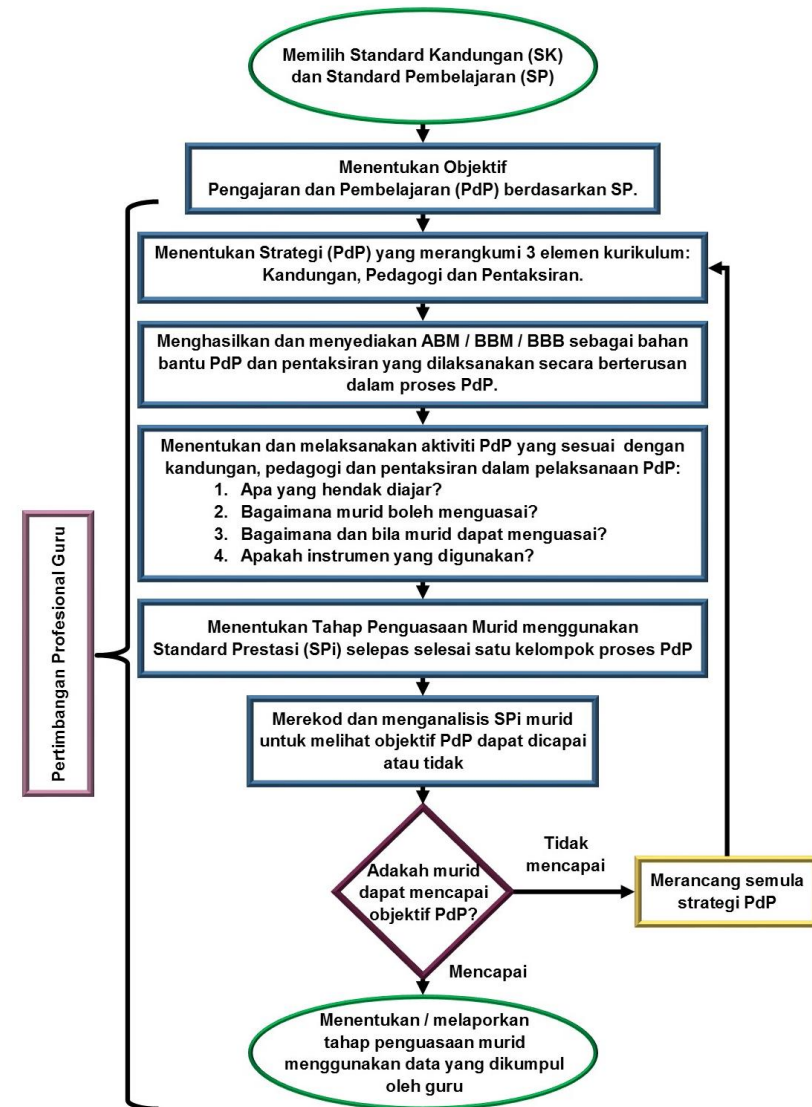 Memilih Standard Kandungan (SK)
dan Standard Pembelajaran (SP)
Menentukan Objektif
Pengajaran dan Pembelajaran (PdP) berdasarkan SP.
Menentukan Strategi (PdP) yang merangkumi 3 elemen kurikulum:
Kandungan, Pedagogi dan Pentaksiran.
Menghasilkan dan menyediakan ABM / BBM / BBB sebagai bahan
bantu PdP dan pentaksiran yang dilaksanakan secara berterusan
dalam proses PdP.
Menentukan dan melaksanakan aktiviti PdP yang sesuai dengan
kandungan, pedagogi dan pentaksiran dalam pelaksanaan PdP:
1. Apa yang hendak diajar?
2. Bagaimana murid boleh menguasai?
3. Bagaimana dan bila murid dapat menguasai?
4. Apakah instrumen yang digunakan?
Pertimbangan Profesional Guru
Menentukan Tahap Penguasaan Murid menggunakan
Standard Prestasi (SPi) selepas selesai satu kelompok proses PdP
Merekod dan menganalisis SPi murid
untuk melihat objektif PdP dapat dicapai
atau tidak
Adakah murid
dapat mencapai
objektif PdP?
Tidak
mencapai
Merancang semula
strategi PdP
Mencapai
Menentukan / melaporkan
tahap penguasaan murid
menggunakan data yang dikumpul
oleh guru